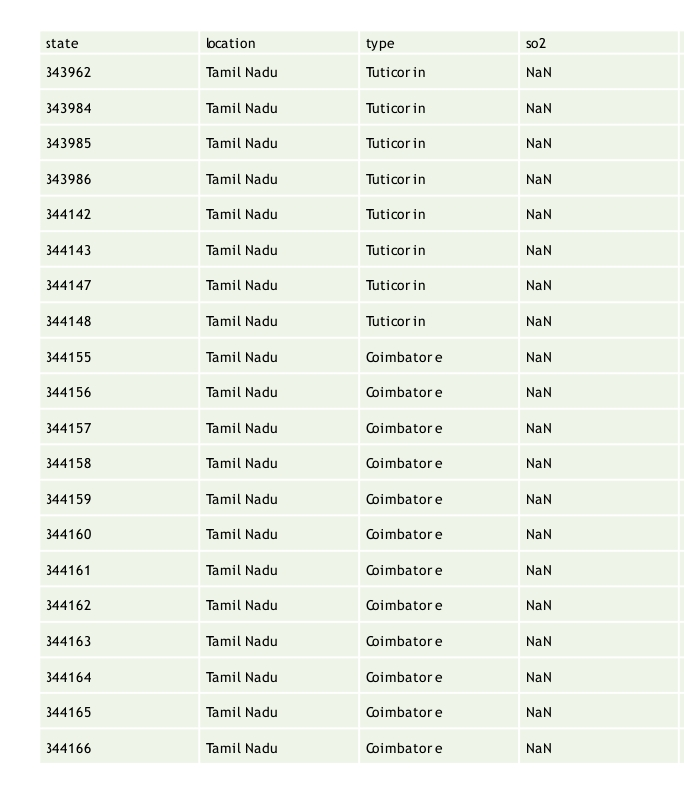 state location type so2
343962 Tamil Nadu Tuticorin NaN
343984 Tamil Nadu Tuticorin NaN
343985 Tamil Nadu Tuticorin NaN
343986 Tamil Nadu Tuticorin NaN
344142 Tamil Nadu Tuticorin NaN
344143 Tamil Nadu Tuticorin NaN
344147 Tamil Nadu Tuticorin NaN
344148 Tamil Nadu Tuticorin NaN
344155 Tamil Nadu Coimbatore NaN
344156 Tamil Nadu Coimbatore NaN
344157 Tamil Nadu Coimbatore NaN
344158 Tamil Nadu Coimbatore NaN
344159 Tamil Nadu Coimbatore NaN
344160 Tamil Nadu Coimbatore NaN
344161 Tamil Nadu Coimbatore NaN
344162 Tamil Nadu Coimbatore NaN
344163 Tamil Nadu Coimbatore NaN
344164 Tamil Nadu Coimbatore NaN
344165 Tamil Nadu Coimbatore NaN
344166 Tamil Nadu Coimbatore NaN